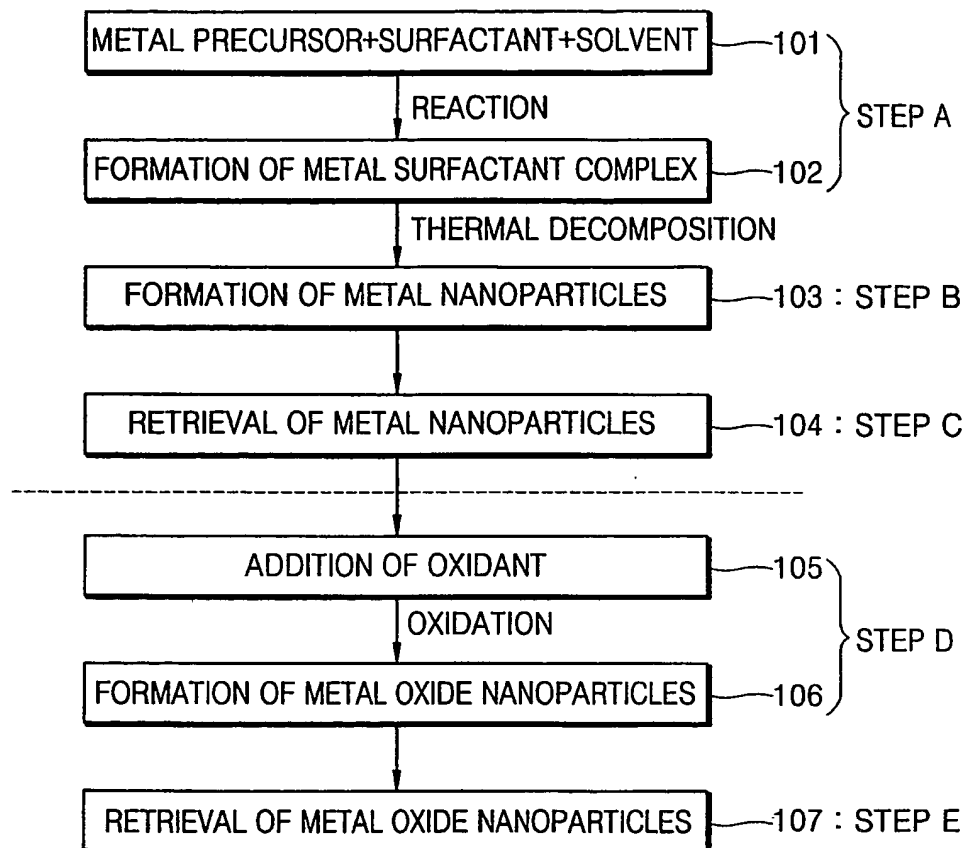 METAL PRECURSOR+SURFACTANT+SOLVENT 101
REACTION
STEP A
FORMATION OF METAL SURFACTANT COMPLEX 102
THERMAL DECOMPOSITION
FORMATION OF METAL NANOPARTICLES 103 : STEP B
RETRIEVAL OF METAL NANOPARTICLES 104 : STEP C
ADDITION OF OXIDANT 105
OXIDATION
STEP D
FORMATION OF METAL OXIDE NANOPARTICLES 106
RETRIEVAL OF METAL OXIDE NANOPARTICLES 107 : STEP E